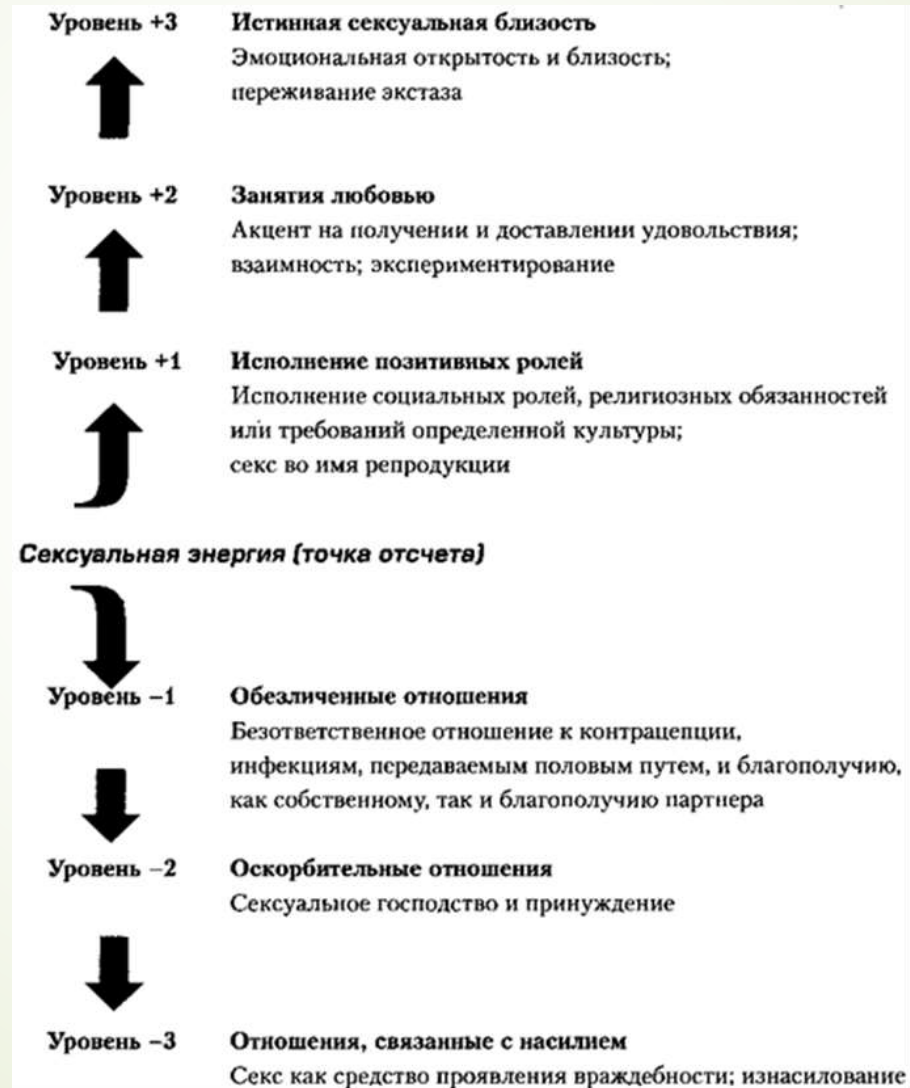 Уровень +3 Истинная сексуальная близость
Эмоциональная открытость и близость;
переживание экстаза
Уровень +2 Занятия любовью
Акцент на получении и доставлении удовольствия;
взаимность; экспериментирование
Уровень +1 Исполнение позитивных ролей
Исполнение социальных ролей, религиозных обязанностей
или требований определенной культуры;
секс во имя репродукции
Сексуальная энергия (точка отсчета)
Уровень –1 Обезличенные отношения
Безответственное отношение к контрацепции,
инфекциям, передаваемым половым путем, и благополучию,
как собственному, так и благополучию партнера
Уровень –2 Оскорбительные отношения
Сексуальное господство и принуждение
Уровень –3 Отношения, связанные с насилием
Секс как средство проявления враждебности; изнасилование